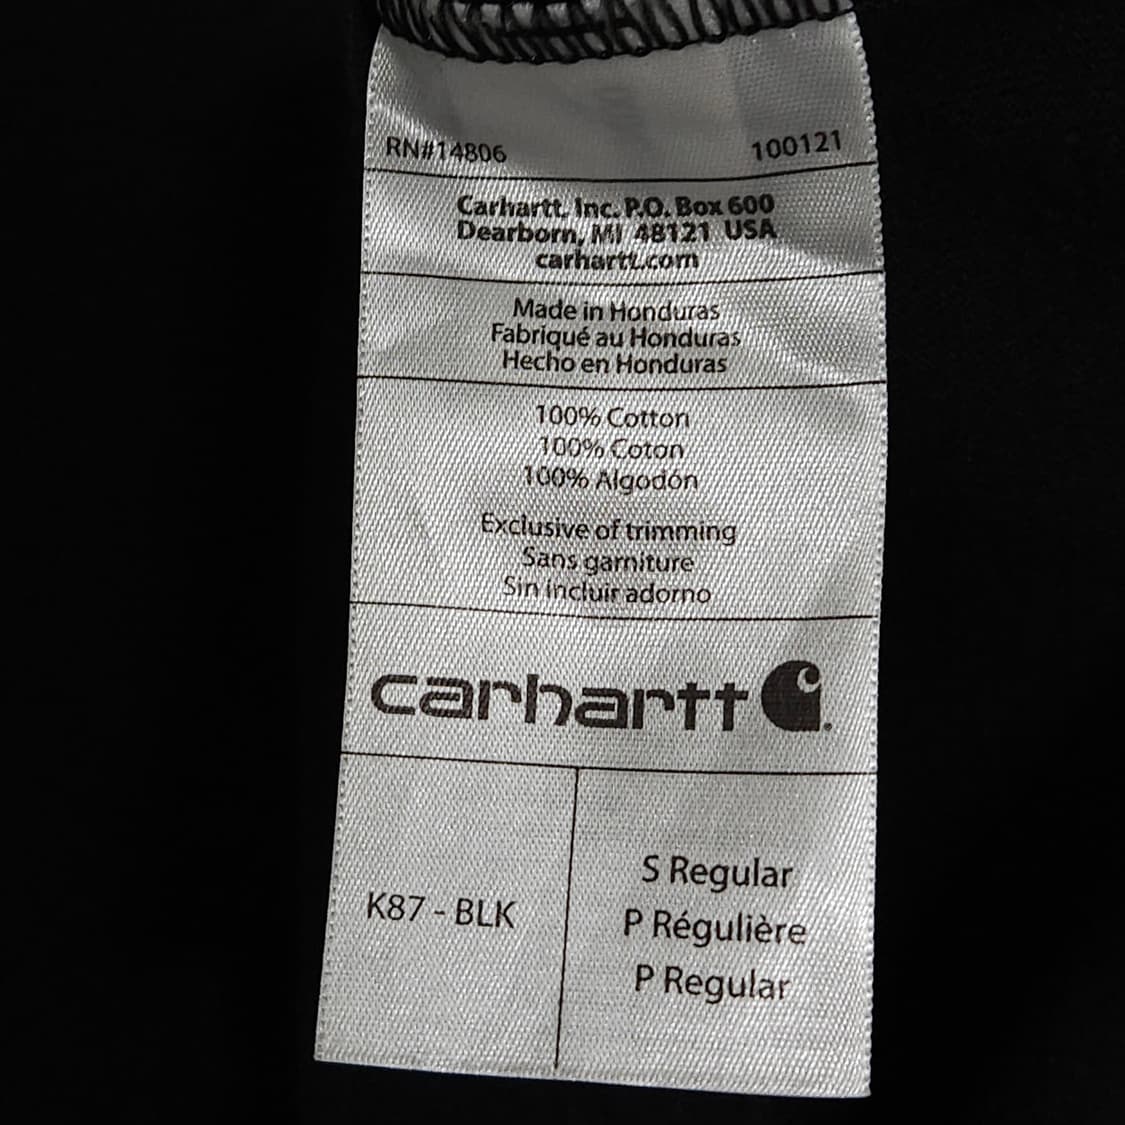 RN#14806 100121
Carhartt, Inc. P.O. Box 600
Dearborn, MI 48121 USA
carhartt.com
Made in Honduras
Fabriqué au Honduras
Hecho en Honduras
100% Cotton
100% Coton
100% Algodón
Exclusive of trimming
Sans garniture
Sin incluir adorno
carhartt
K87 - BLK
S Regular
P Régulière
P Regular